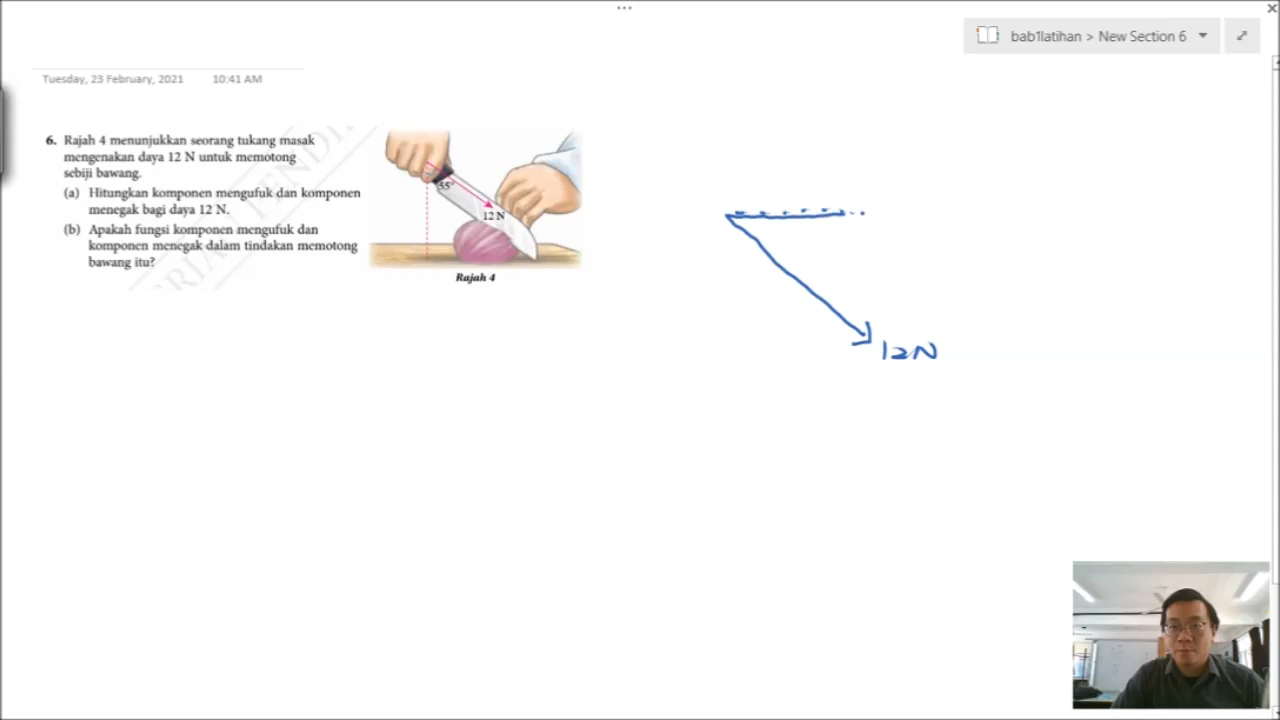 bab1latihan > New Section 6
Tuesday, 23 February, 2021 10:41 AM
6. Rajah 4 menunjukkan seorang tukang masak
mengenakan daya 12 N untuk memotong
sebiji bawang.
(a) Hitungkan komponen mengufuk dan komponen
menegak bagi daya 12 N.
(b) Apakah fungsi komponen mengufuk dan
komponen menegak dalam tindakan memotong
bawang itu?
55°
12 N
Rajah 4
12N